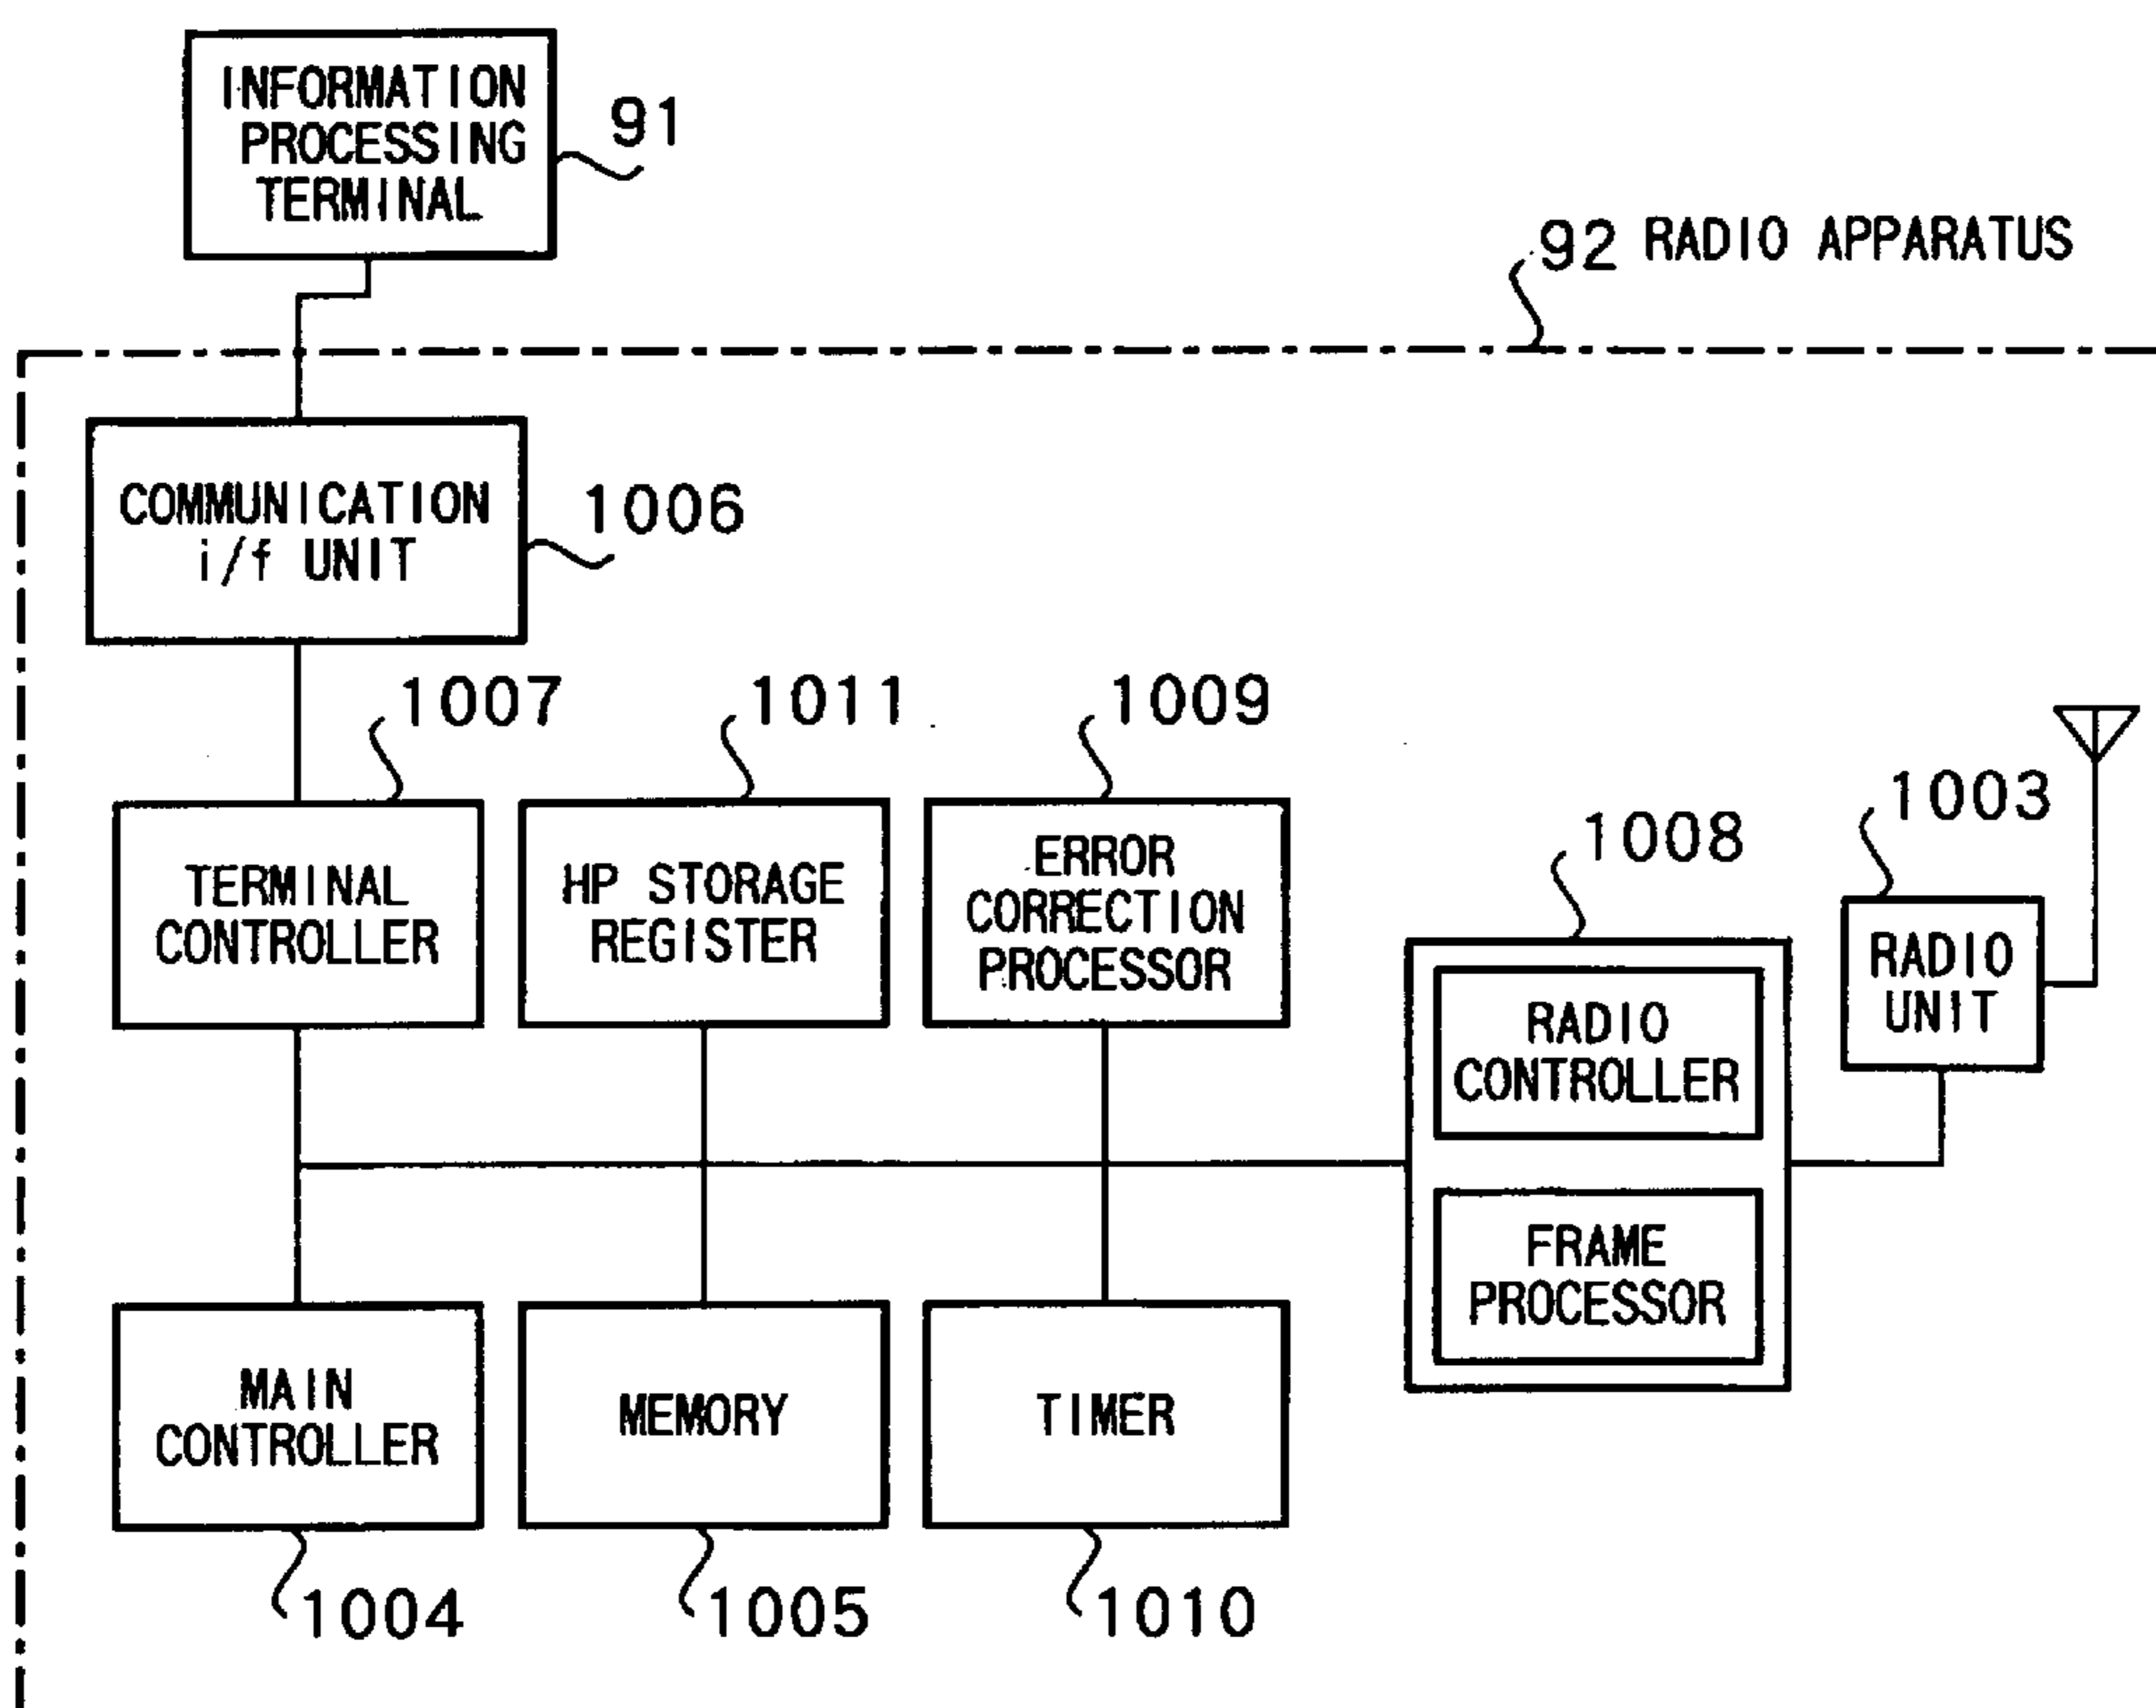 INFORMATION
PROCESSING
TERMINAL
91
92 RADIO APPARATUS
COMMUNICATION
i/f UNIT
1006
1007
1011
1009
1003
1008
TERMINAL
CONTROLLER
HP STORAGE
REGISTER
ERROR
CORRECTION
PROCESSOR
RADIO
UNIT
RADIO
CONTROLLER
FRAME
PROCESSOR
MAIN
CONTROLLER
MEMORY
TIMER
1004
1005
1010